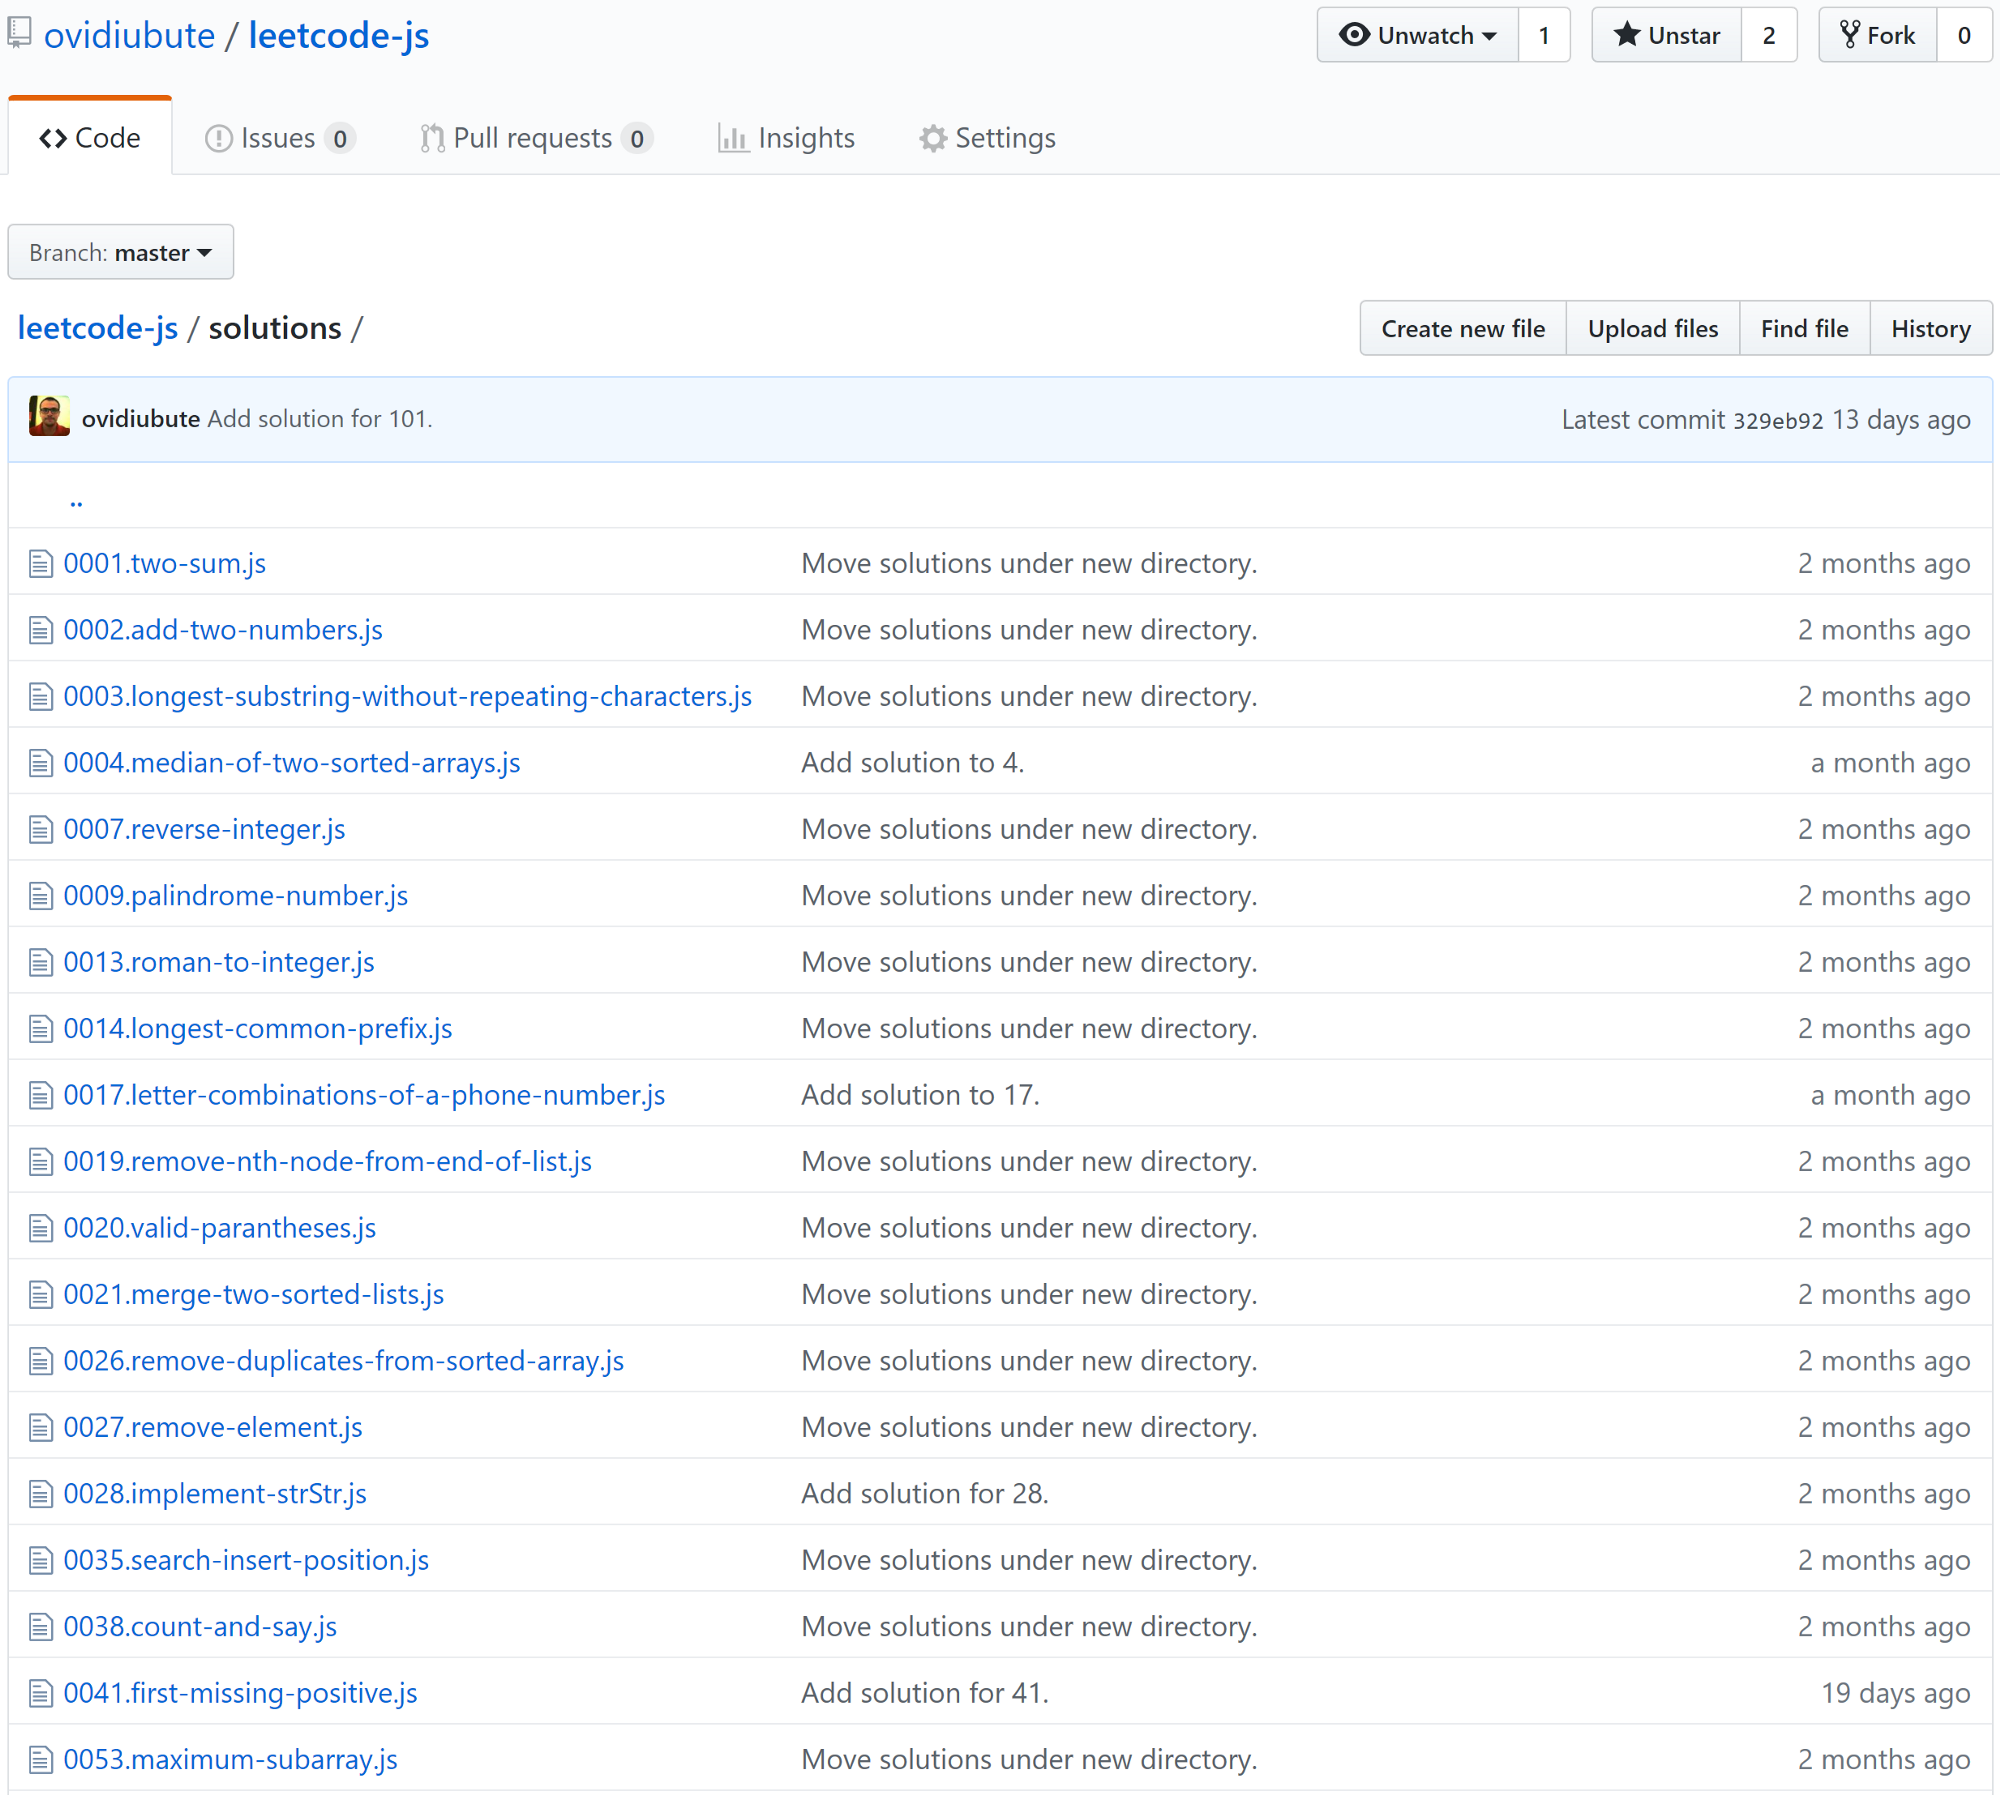 ovidiubute / leetcode-js Unwatch 1 Unstar 2 Fork 0
Code Issues 0 Pull requests 0 Insights Settings
Branch: master
leetcode-js / solutions / Create new file Upload files Find file History
ovidiubute Add solution for 101. Latest commit 329eb92 13 days ago
..
0001.two-sum.js Move solutions under new directory. 2 months ago
0002.add-two-numbers.js Move solutions under new directory. 2 months ago
0003.longest-substring-without-repeating-characters.js Move solutions under new directory. 2 months ago
0004.median-of-two-sorted-arrays.js Add solution to 4. a month ago
0007.reverse-integer.js Move solutions under new directory. 2 months ago
0009.palindrome-number.js Move solutions under new directory. 2 months ago
0013.roman-to-integer.js Move solutions under new directory. 2 months ago
0014.longest-common-prefix.js Move solutions under new directory. 2 months ago
0017.letter-combinations-of-a-phone-number.js Add solution to 17. a month ago
0019.remove-nth-node-from-end-of-list.js Move solutions under new directory. 2 months ago
0020.valid-parantheses.js Move solutions under new directory. 2 months ago
0021.merge-two-sorted-lists.js Move solutions under new directory. 2 months ago
0026.remove-duplicates-from-sorted-array.js Move solutions under new directory. 2 months ago
0027.remove-element.js Move solutions under new directory. 2 months ago
0028.implement-strStr.js Add solution for 28. 2 months ago
0035.search-insert-position.js Move solutions under new directory. 2 months ago
0038.count-and-say.js Move solutions under new directory. 2 months ago
0041.first-missing-positive.js Add solution for 41. 19 days ago
0053.maximum-subarray.js Move solutions under new directory. 2 months ago